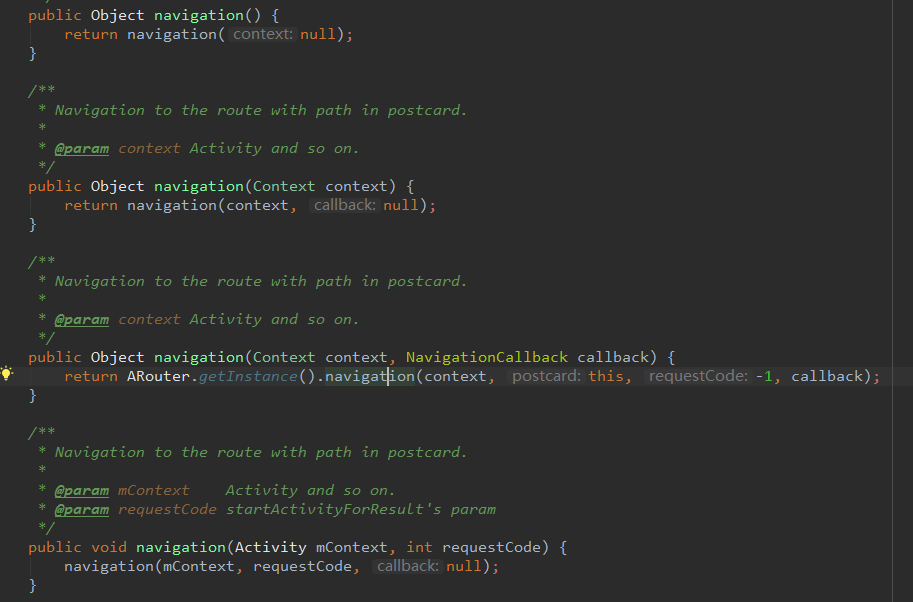 */
public Object navigation() {
    return navigation( context: null);
}

/**
 * Navigation to the route with path in postcard.
 *
 * @param context Activity and so on.
 */
public Object navigation(Context context) {
    return navigation(context, callback: null);
}

/**
 * Navigation to the route with path in postcard.
 *
 * @param context Activity and so on.
 */
public Object navigation(Context context, NavigationCallback callback) {
    return ARouter.getInstance().navigation(context, postcard: this, requestCode: -1, callback);
}

/**
 * Navigation to the route with path in postcard.
 *
 * @param mContext    Activity and so on.
 * @param requestCode startActivityForResult's param
 */
public void navigation(Activity mContext, int requestCode) {
    navigation(mContext, requestCode, callback: null);
}